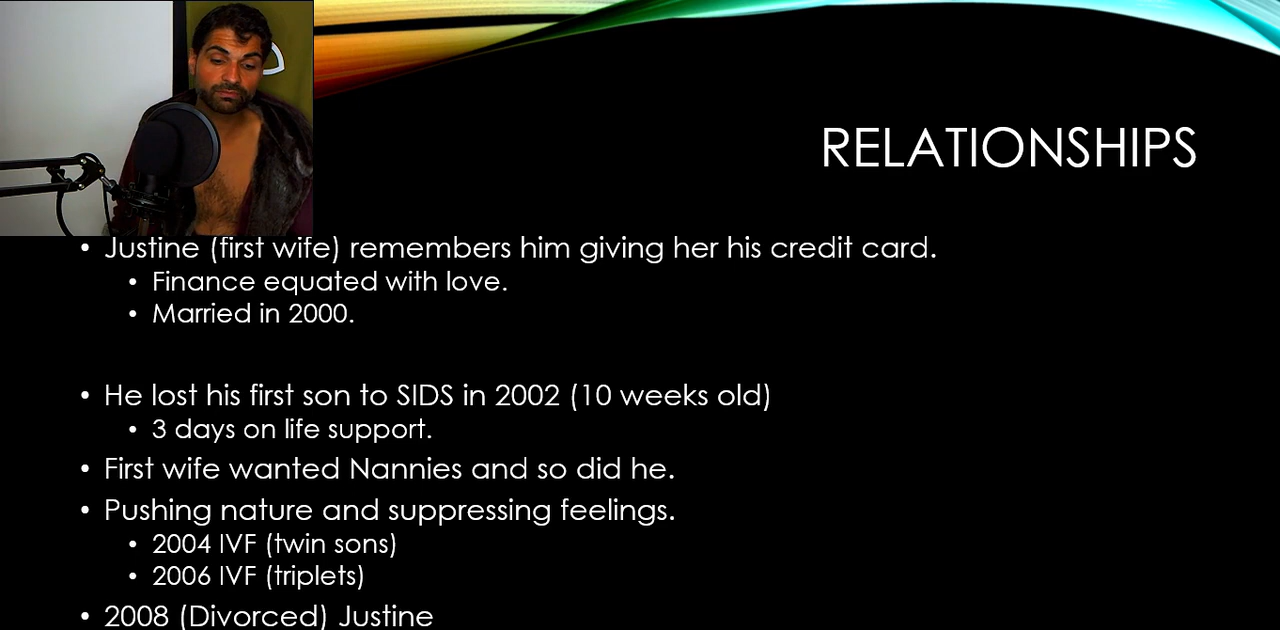 RELATIONSHIPS
• Justine (first wife) remembers him giving her his credit card.
• Finance equated with love.
• Married in 2000.
• He lost his first son to SIDS in 2002 (10 weeks old)
• 3 days on life support.
• First wife wanted Nannies and so did he.
• Pushing nature and suppressing feelings.
• 2004 IVF (twin sons)
• 2006 IVF (triplets)
• 2008 (Divorced) Justine